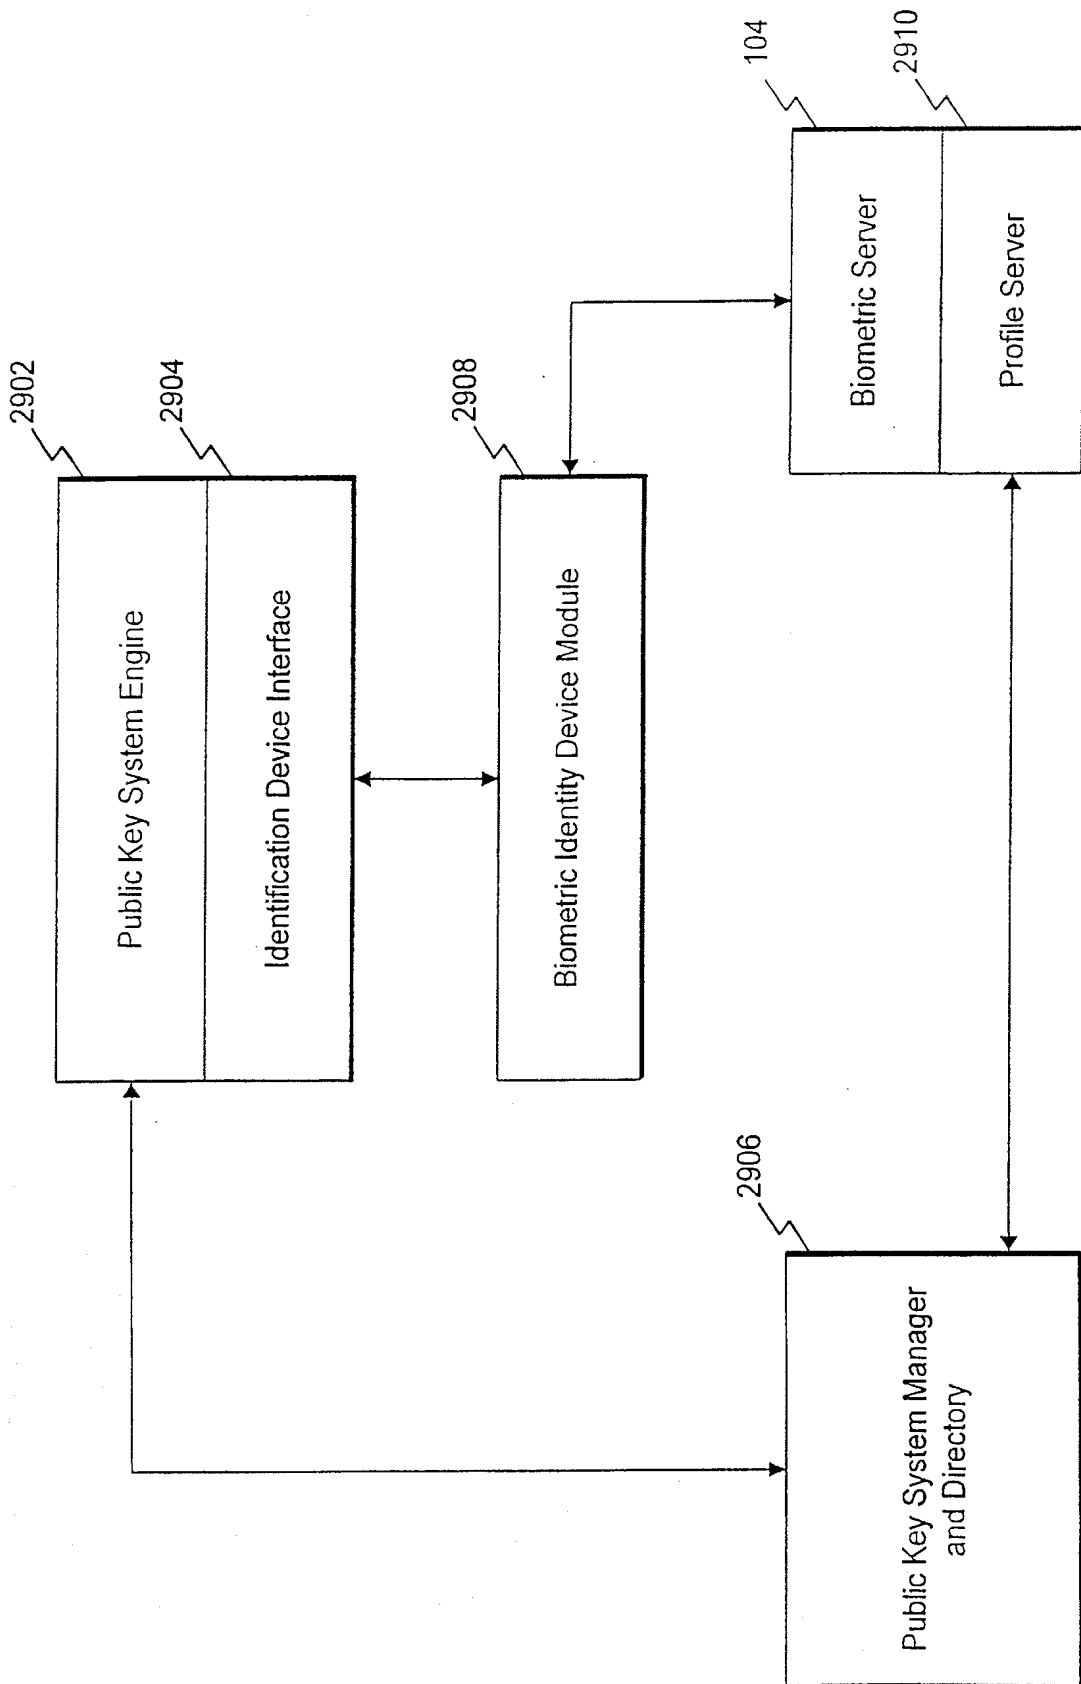 2902
Public Key System Engine
2904
Identification Device Interface
2908
Biometric Identity Device Module
2906
Public Key System Manager
and Directory
104
Biometric Server
2910
Profile Server